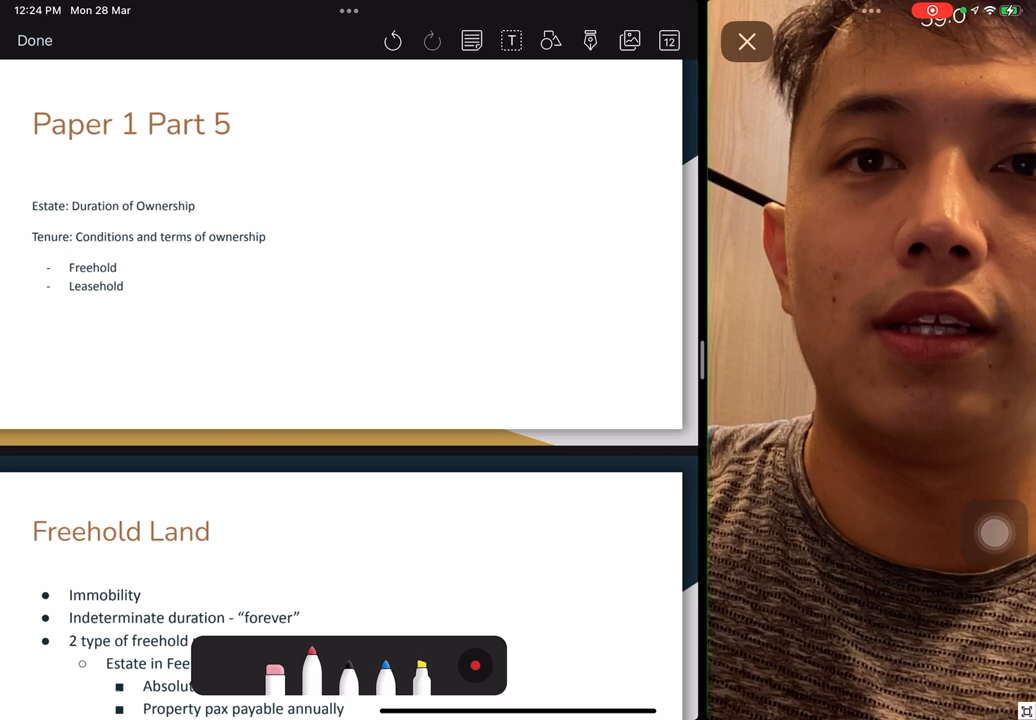 12:24 PM Mon 28 Mar
Done
T
12
Paper 1 Part 5
Estate: Duration of Ownership
Tenure: Conditions and terms of ownership
- Freehold
- Leasehold
Freehold Land
● Immobility
● Indeterminate duration - “forever”
● 2 type of freehold
○ Estate in Fee
■ Absolut
■ Property pax payable annually